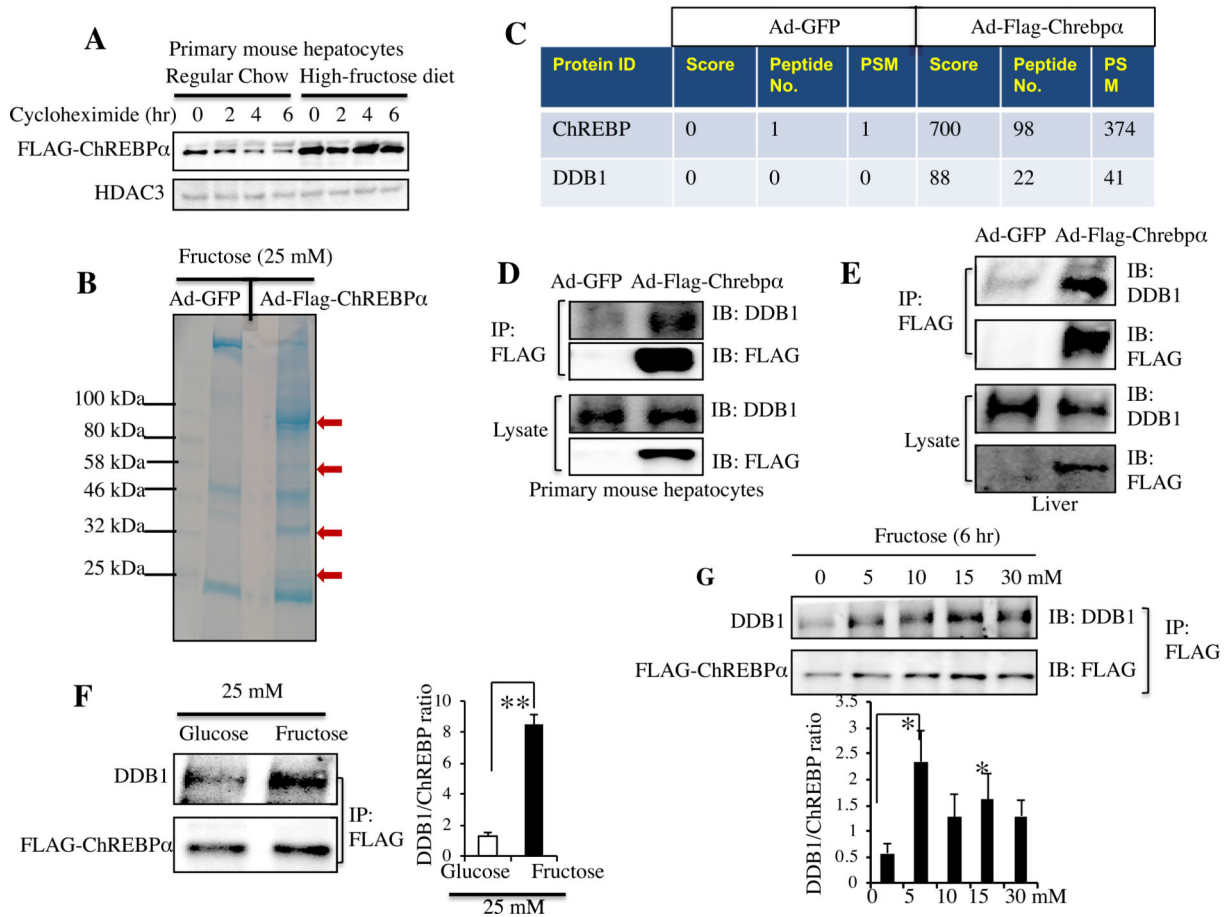 A
Primary mouse hepatocytes
Regular Chow High-fructose diet
Cycloheximide (hr) 0 2 4 6 0 2 4 6
FLAG-ChREBPα
HDAC3
B
Fructose (25 mM)
Ad-GFP Ad-Flag-ChREBPα
100 kDa
80 kDa
58 kDa
46 kDa
32 kDa
25 kDa
C
Ad-GFP Ad-Flag-Chrebpα
Protein ID Score Peptide No. PSM Score Peptide No. PSM
ChREBP 0 1 1 700 98 374
DDB1 0 0 0 88 22 41
D
Ad-GFP Ad-Flag-Chrebpα
IP: FLAG
IB: DDB1
IB: FLAG
Lysate
IB: DDB1
IB: FLAG
Primary mouse hepatocytes
E
Ad-GFP Ad-Flag-Chrebpα
IP: FLAG
IB: DDB1
IB: FLAG
Lysate
IB: DDB1
IB: FLAG
Liver
F
25 mM
Glucose Fructose
DDB1
FLAG-ChREBPα
IP: FLAG
DDB1/ChREBP ratio
10
8
6
4
2
0
**
Glucose Fructose
25 mM
G
Fructose (6 hr)
0 5 10 15 30 mM
DDB1 IB: DDB1
FLAG-ChREBPα IB: FLAG
IP: FLAG
DDB1/ChREBP ratio
3.5
3
2.5
2
1.5
1
0.5
0
*
*
0 5 10 15 30 mM